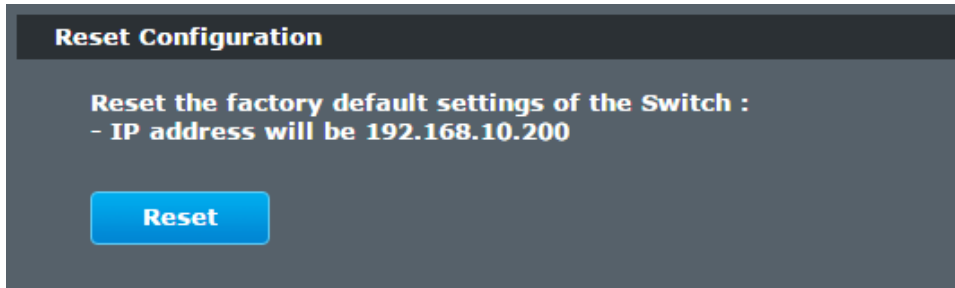 Reset Configuration
Reset the factory default settings of the Switch :
- IP address will be 192.168.10.200
Reset